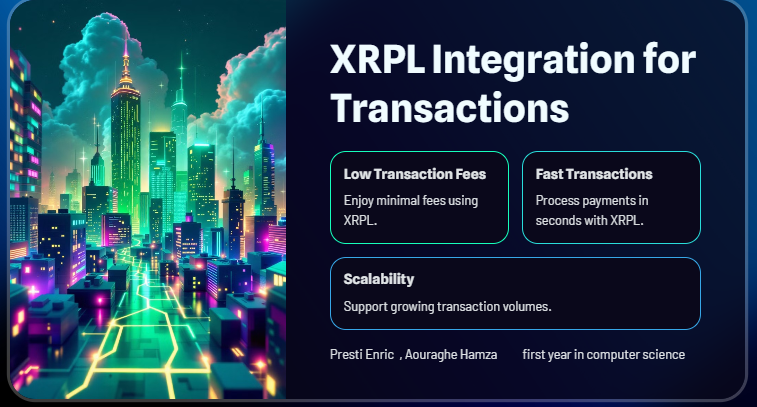 XRPL Integration for
Transactions
Low Transaction Fees
Enjoy minimal fees using
XRPL.
Fast Transactions
Process payments in
seconds with XRPL.
Scalability
Support growing transaction volumes.
Presti Enric , Aouraghe Hamza first year in computer science